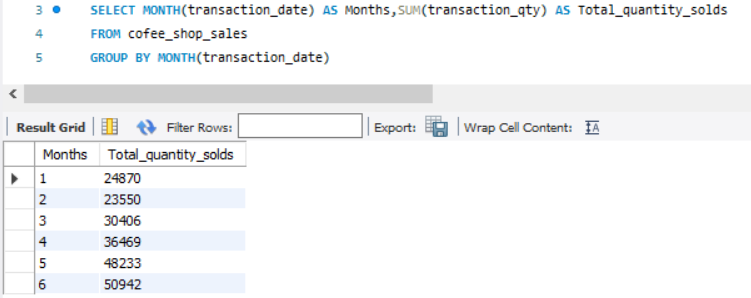 3 SELECT MONTH(transaction_date) AS Months,SUM(transaction_qty) AS Total_quantity_solds
4 FROM cofee_shop_sales
5 GROUP BY MONTH(transaction_date)
Result Grid Filter Rows: Export: Wrap Cell Content: IA
Months Total_quantity_solds
1 24870
2 23550
3 30406
4 36469
5 48233
6 50942